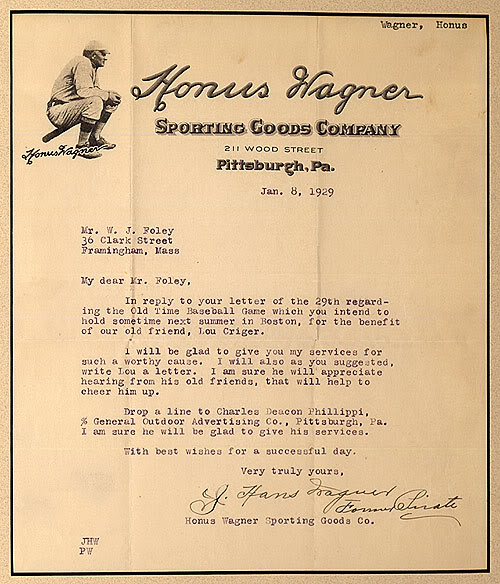 Wagner, Honus
Honus Wagner
SPORTING GOODS COMPANY
211 WOOD STREET
Pittsburgh, Pa.
Honus Wagner
Jan. 8, 1929
Mr. W. J. Foley
36 Clark Street
Framingham, Mass
My dear Mr. Foley,
In reply to your letter of the 29th regard-
ing the Old Time Baseball Game which you intend to
hold sometime next summer in Boston, for the benefit
of our old friend, Lou Criger.
I will be glad to give you my services for
such a worthy cause. I will also as you suggested,
write Lou a letter. I am sure he will appreciate
hearing from his old friends, that will help to
cheer him up.
Drop a line to Charles Deacon Phillippi,
% General Outdoor Advertising Co., Pittsburgh, Pa.
I am sure he will be glad to give his services.
With best wishes for a successful day.
Very truly yours,
J. Hans Wagner
Former Pirate
Honus Wagner Sporting Goods Co.
JHW
PW